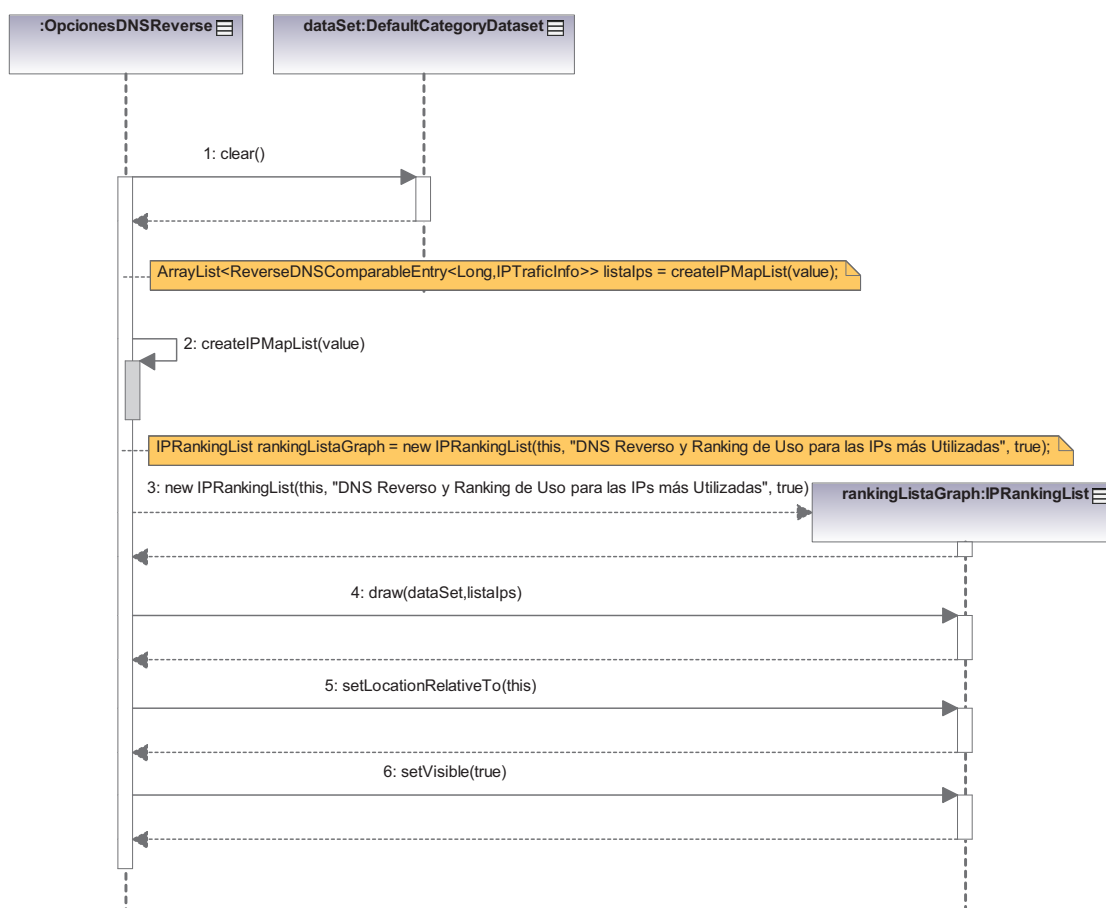 :OpcionesDNSReverse
dataSet:DefaultCategoryDataset
1: clear()
ArrayList<ReverseDNSComparableEntry<Long,IPTraficInfo>> listaIps = createIPMapList(value);
2: createIPMapList(value)
IPRankingList rankingListaGraph = new IPRankingList(this, "DNS Reverso y Ranking de Uso para las IPs más Utilizadas", true);
3: new IPRankingList(this, "DNS Reverso y Ranking de Uso para las IPs más Utilizadas", true)
rankingListaGraph:IPRankingList
4: draw(dataSet,listaIps)
5: setLocationRelativeTo(this)
6: setVisible(true)